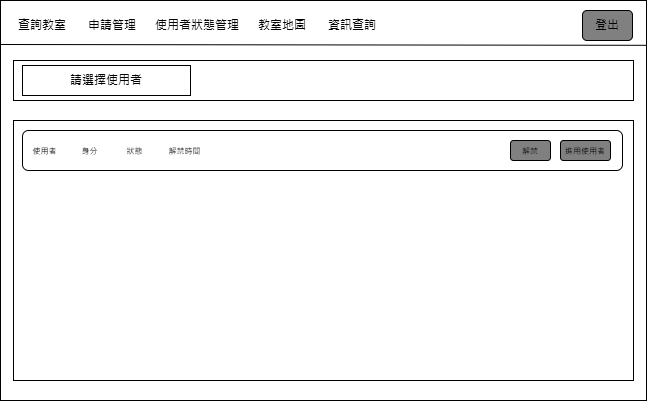 查詢教室 申請管理 使用者狀態管理 教室地圖 資訊查詢 登出
請選擇使用者
使用者 身分 狀態 解禁時間 解禁 進用使用者